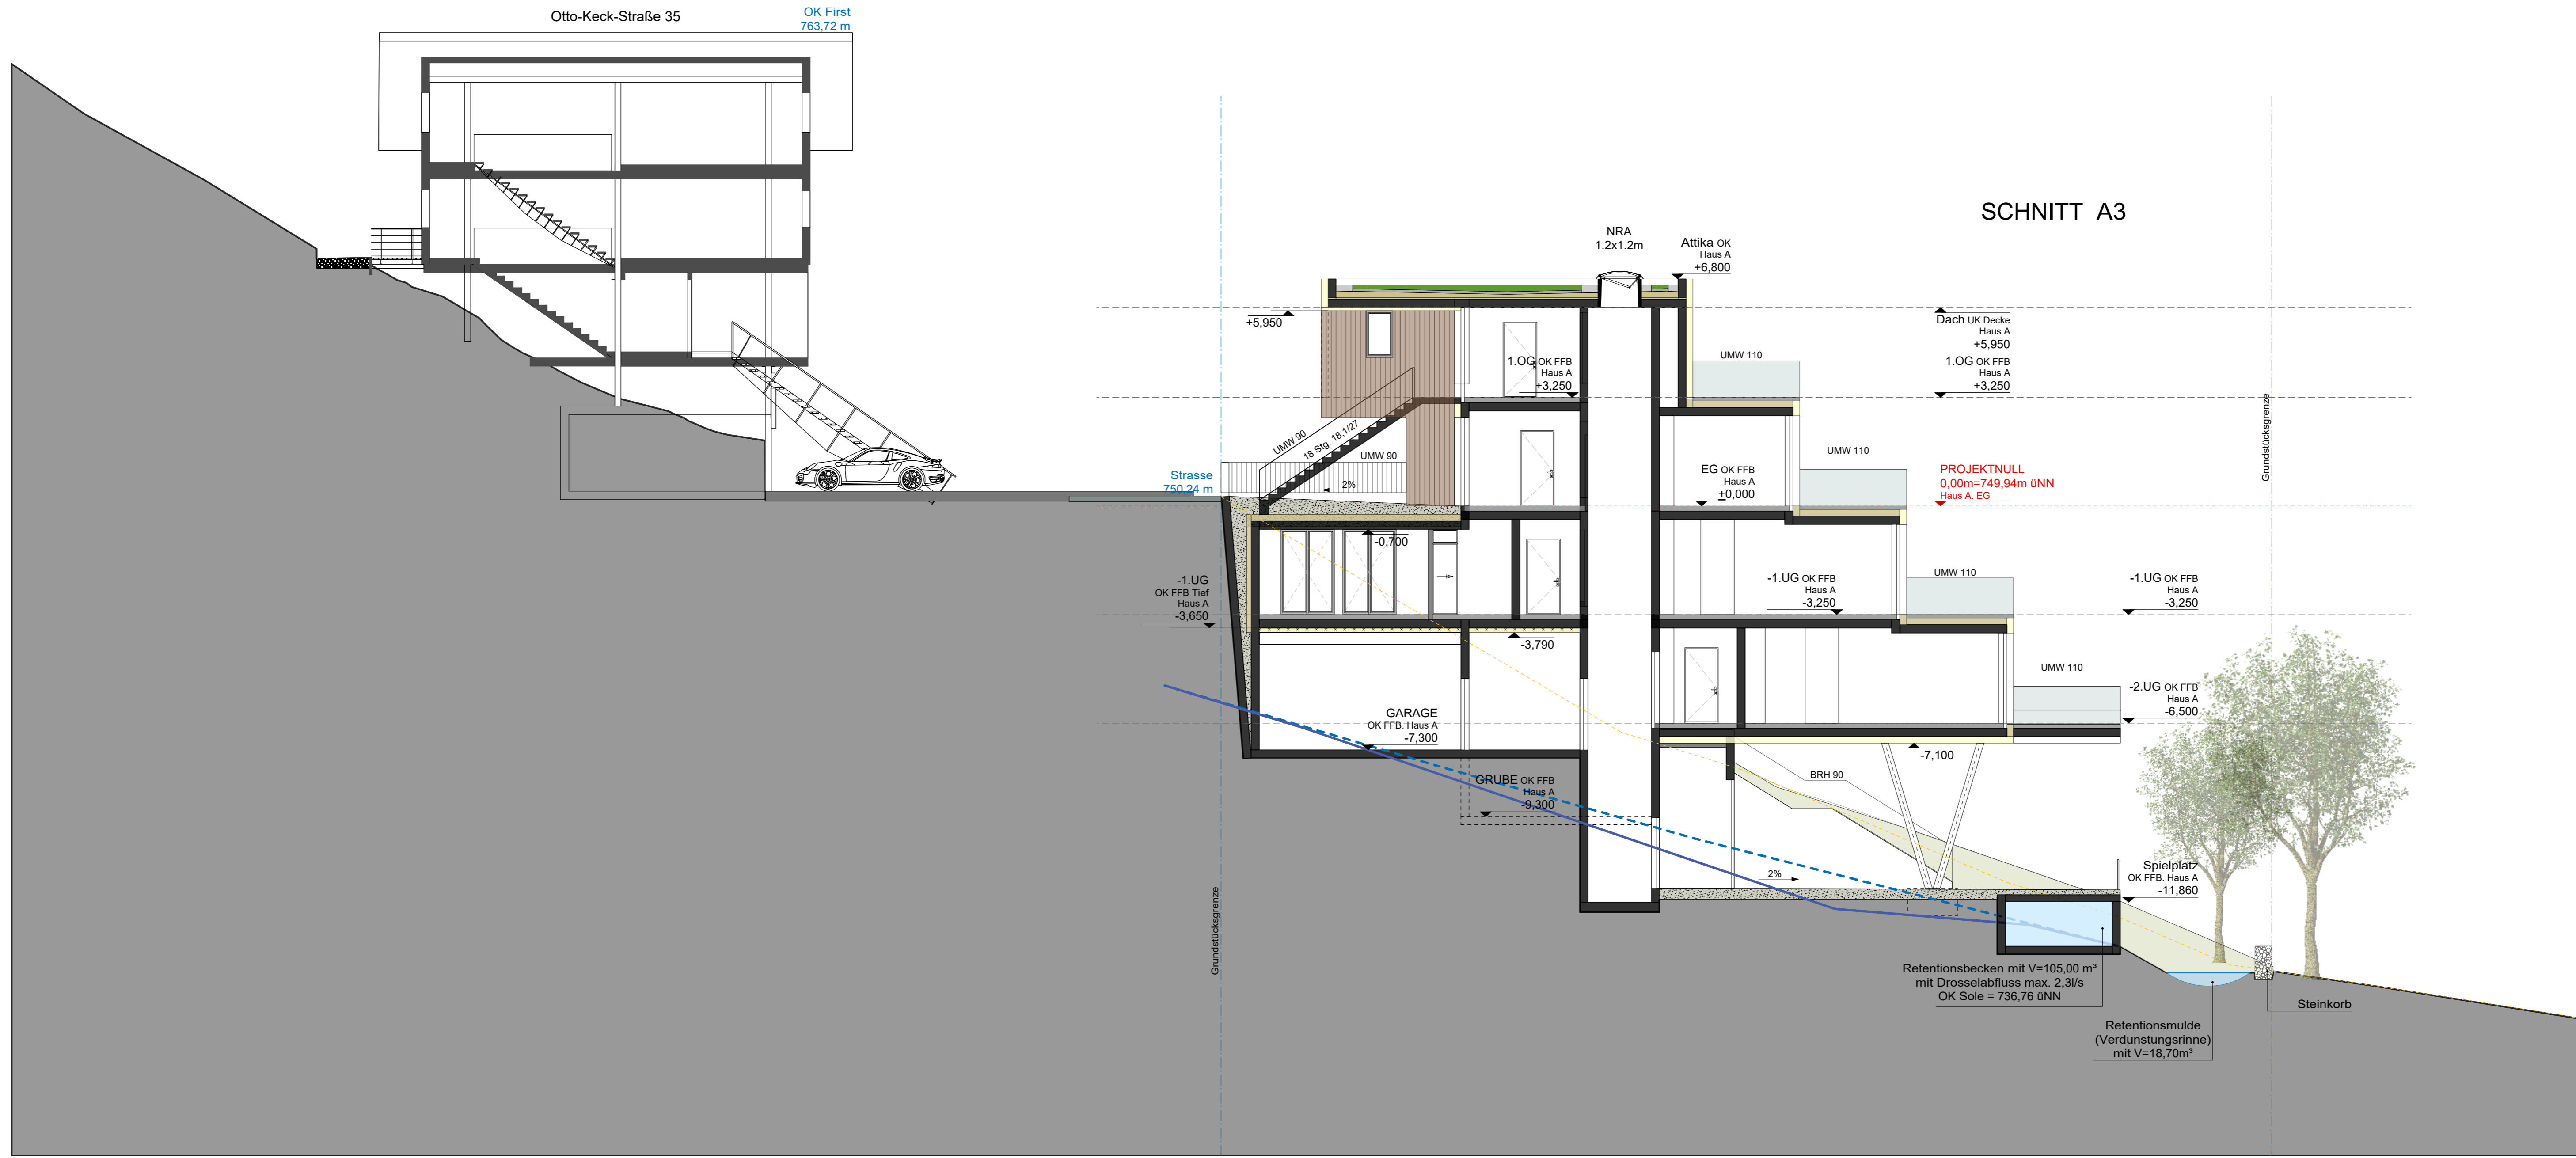 Otto-Keck-Straße 35
OK First
763,72 m
SCHNITT A3
NRA
1.2x1.2m
Attika OK
Haus A
+6,800
+5,950
Dach UK Decke
Haus A
+5,950
1.OG OK FFB
Haus A
+3,250
1.OG OK FFB
Haus A
+3,250
UMW 110
UMW 90
18 Stg. 18,1/27
UMW 90
2%
Strasse
750,24 m
EG OK FFB
Haus A
±0,000
UMW 110
PROJEKTNULL
0,00m=749,94m üNN
Haus A. EG
Grundstücksgrenze
-0,700
-1.UG
OK FFB Tief
Haus A
-3,650
-1.UG OK FFB
Haus A
-3,250
UMW 110
-1.UG OK FFB
Haus A
-3,250
-3,790
UMW 110
-2.UG OK FFB
Haus A
-6,500
GARAGE
OK FFB. Haus A
-7,300
-7,100
BRH 90
GRUBE OK FFB
Haus A
-9,300
2%
Spielplatz
OK FFB. Haus A
-11,860
Grundstücksgrenze
Retentionsbecken mit V=105,00 m³
mit Drosselabfluss max. 2,3l/s
OK Sole = 736,76 üNN
Steinkorb
Retentionsmulde
(Verdunstungsrinne)
mit V=18,70m³